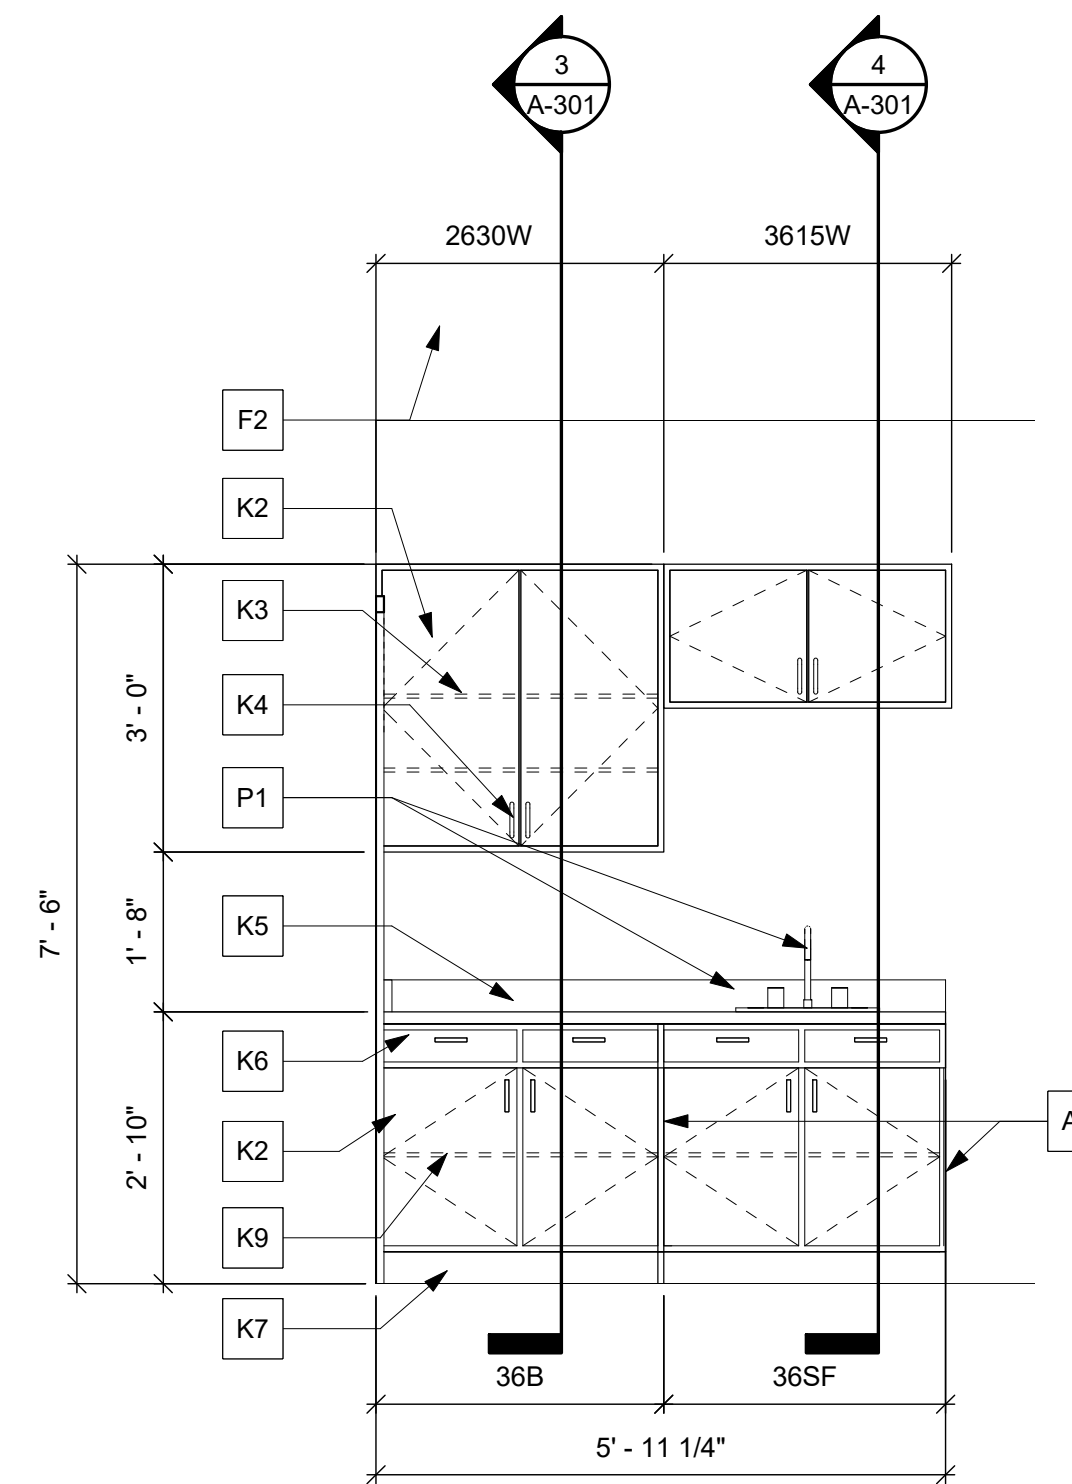 3
A-301
4
A-301
2630W
3615W
F2
K2
K3
K4
P1
K5
K6
K2
K9
K7
3' - 0"
1' - 8"
2' - 10"
7' - 6"
A
36B
36SF
5' - 11 1/4"